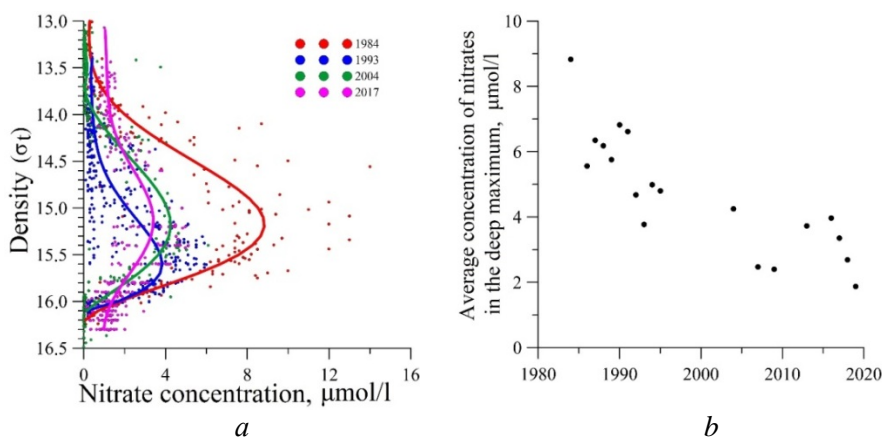 13.0
13.5
14.0
14.5
15.0
15.5
16.0
16.5
Density (σt)
1984
1993
2004
2017
0 4 8 12 16
Nitrate concentration, μmol/l
a
10
8
6
4
2
0
Average concentration of nitrates
in the deep maximum, μmol/l
1980 1990 2000 2010 2020
b